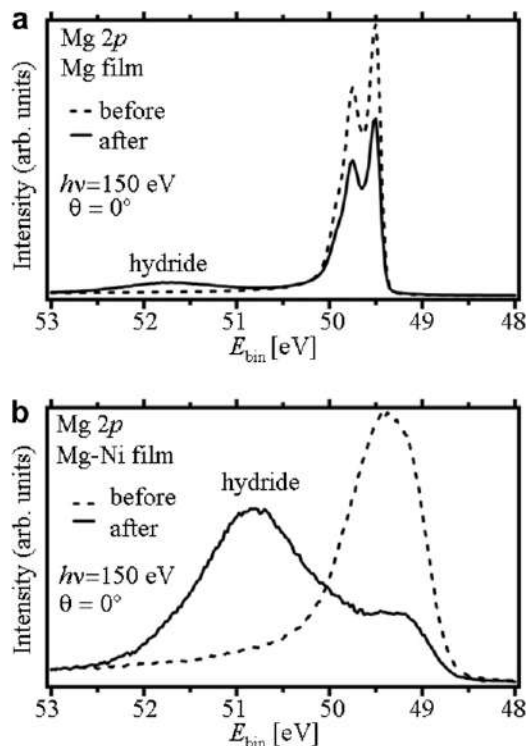 a
Mg 2p
Mg film
before
after
hν=150 eV
θ = 0°
hydride
Intensity (arb. units)
53 52 51 50 49 48
E_bin [eV]
b
Mg 2p
Mg-Ni film
before
after
hydride
hν=150 eV
θ = 0°
Intensity (arb. units)
53 52 51 50 49 48
E_bin [eV]